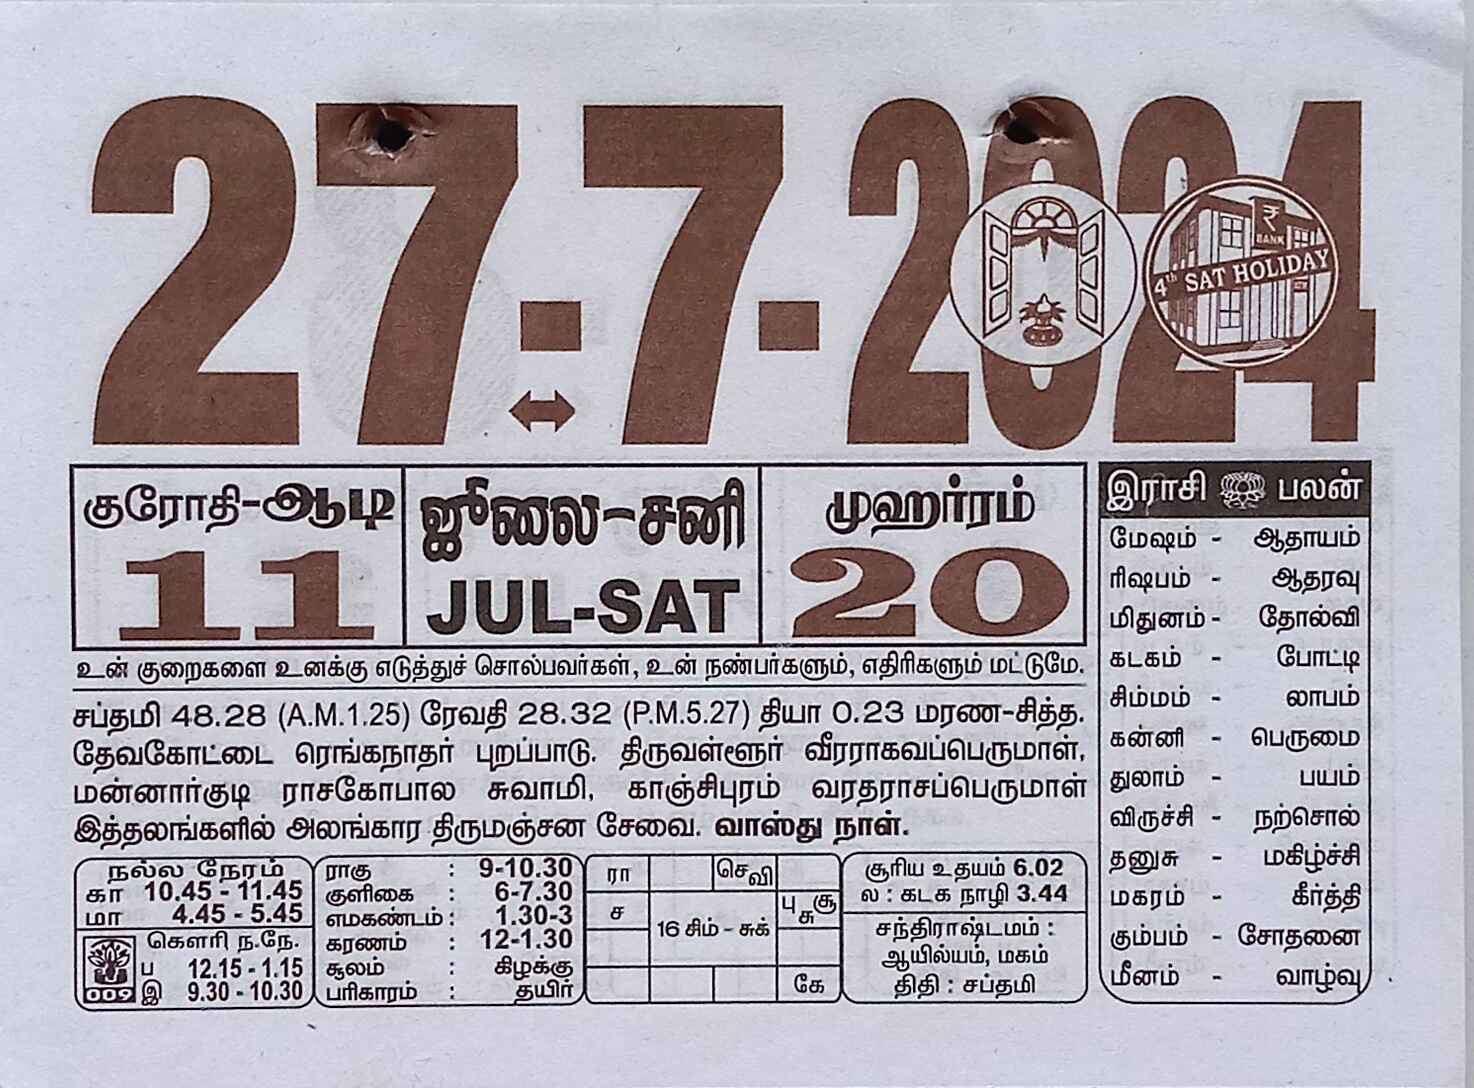 27-7-2024
₹
BANK
4th SAT HOLIDAY
குரோதி-ஆடி
11
ஜூலை-சனி
JUL-SAT
முஹர்ரம்
20
உன் குறைகளை உனக்கு எடுத்துச் சொல்பவர்கள், உன் நண்பர்களும், எதிரிகளும் மட்டுமே.
சப்தமி 48.28 (A.M.1.25) ரேவதி 28.32 (P.M.5.27) தியா 0.23 மரண-சித்த.
தேவகோட்டை ரெங்கநாதர் புறப்பாடு. திருவள்ளூர் வீரராகவப்பெருமாள்,
மன்னார்குடி ராசகோபால சுவாமி, காஞ்சிபுரம் வரதராசப்பெருமாள்
இத்தலங்களில் அலங்கார திருமஞ்சன சேவை. வாஸ்து நாள்.
நல்ல நேரம்
கா 10.45 - 11.45
மா 4.45 - 5.45
கௌரி ந.நே.
ப 12.15 - 1.15
இ 9.30 - 10.30
009
ராகு : 9-10.30
குளிகை : 6-7.30
எமகண்டம் : 1.30-3
கரணம் : 12-1.30
சூலம் : கிழக்கு
பரிகாரம் : தயிர்
ரா செவ்வி
ச 16 சிம் - சுக் பு சூ சு
கே
சூரிய உதயம் 6.02
ல : கடக நாழி 3.44
சந்திராஷ்டமம் :
ஆயில்யம், மகம்
திதி : சப்தமி
இராசி பலன்
மேஷம் - ஆதாயம்
ரிஷபம் - ஆதரவு
மிதுனம் - தோல்வி
கடகம் - போட்டி
சிம்மம் - லாபம்
கன்னி - பெருமை
துலாம் - பயம்
விருச்சி - நற்சொல்
தனுசு - மகிழ்ச்சி
மகரம் - கீர்த்தி
கும்பம் - சோதனை
மீனம் - வாழ்வு